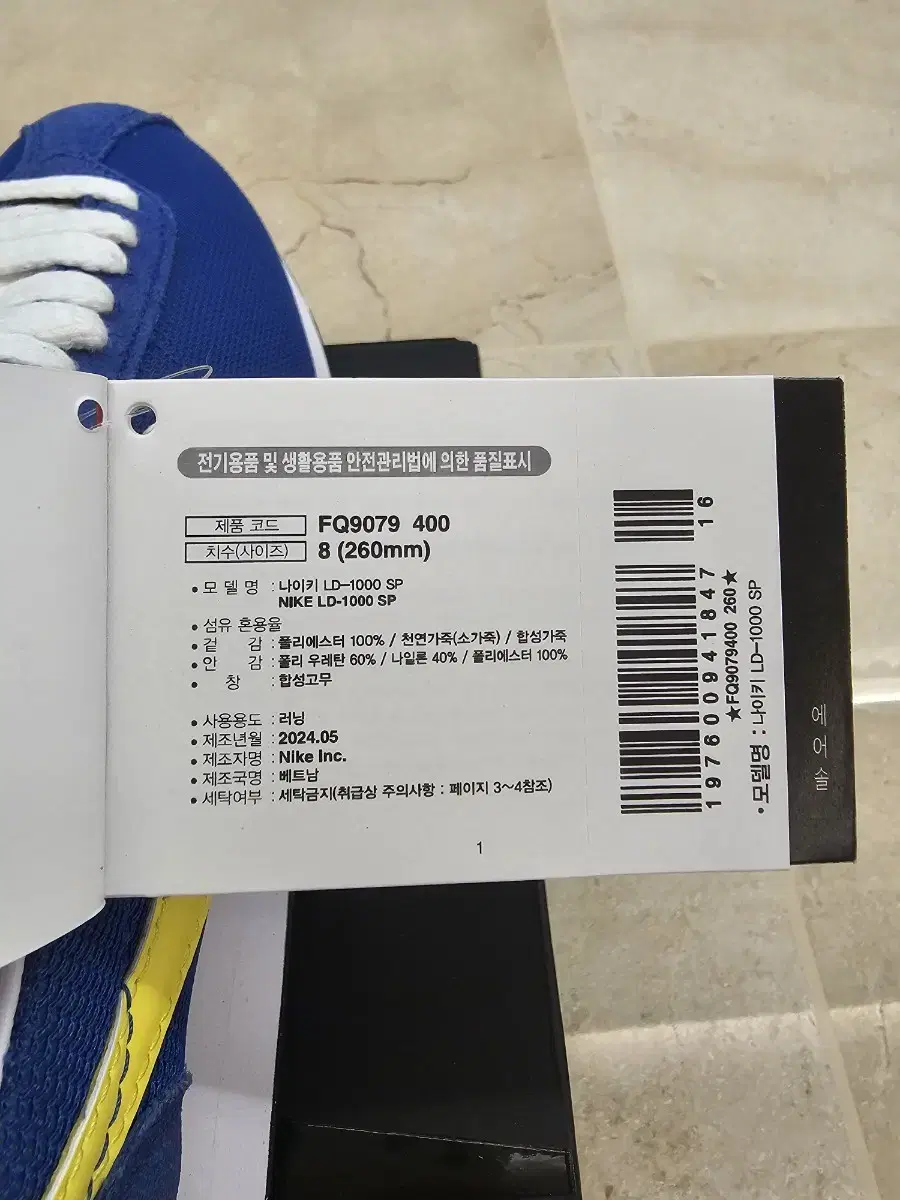 전기용품 및 생활용품 안전관리법에 의한 품질표시
제품 코드 FQ9079 400
치수(사이즈) 8 (260mm)
• 모 델 명 : 나이키 LD-1000 SP
NIKE LD-1000 SP
• 섬유 혼용율
• 겉 감 : 폴리에스터 100% / 천연가죽(소가죽) / 합성가죽
• 안 감 : 폴리 우레탄 60% / 나일론 40% / 폴리에스터 100%
• 창 : 합성고무
• 사용용도 : 러닝
• 제조년월 : 2024.05
• 제조자명 : Nike Inc.
• 제조국명 : 베트남
• 세탁여부 : 세탁금지(취급상 주의사항 : 페이지 3~4참조)
1
16
197600941847
★FQ9079400 260★
• 모델명 : 나이키 LD-1000 SP
에어솔